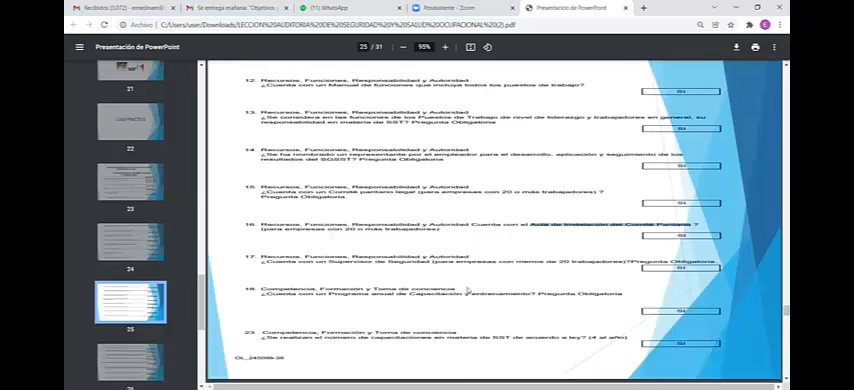 Recibidos (3.072) - ernestoam0
Se entrega mañana: "Objetivos y
(11) WhatsApp
Posasistente - Zoom
Presentación de PowerPoint
Archivo | C:/Users/user/Downloads/LECCION%20AUDITORIA%20DE%20SEGURIDAD%20Y%20SALUD%20OCUPACIONAL%20(2).pdf
E
Presentación de PowerPoint
25 / 31
95%
21
CASO PRACTICO
22
23
24
25
12. Recursos, Funciones, Responsabilidad y Autoridad
¿Cuenta con un Manual de funciones que incluya todos los puestos de trabajo?
13. Recursos, Funciones, Responsabilidad y Autoridad
¿Se considera en las funciones de los Puestos de Trabajo de nivel de liderazgo y trabajadores en general, su
responsabilidad en materia de SST? Pregunta Obligatoria
14. Recursos, Funciones, Responsabilidad y Autoridad
¿Se ha nombrado un representante por el empleador para el desarrollo, aplicación y seguimiento de los
resultados del SGSST? Pregunta Obligatoria
15. Recursos, Funciones, Responsabilidad y Autoridad
¿Cuenta con un Comité paritario legal (para empresas con 20 o más trabajadores) ?
Pregunta Obligatoria.
16. Recursos, Funciones, Responsabilidad y Autoridad Cuenta con el Acta de Instalación del Comité Paritario ?
(para empresas con 20 o más trabajadores)
17. Recursos, Funciones, Responsabilidad y Autoridad
¿Cuenta con un Supervisor de Seguridad (para empresas con menos de 20 trabajadores)?Pregunta Obligatoria.
18. Competencia, Formación y Toma de conciencia
¿Cuenta con un Programa anual de Capacitación y entrenamiento? Pregunta Obligatoria
23. Competencia, Formación y Toma de conciencia
¿Se realizan el número de capacitaciones en materia de SST de acuerdo a ley? (4 al año)